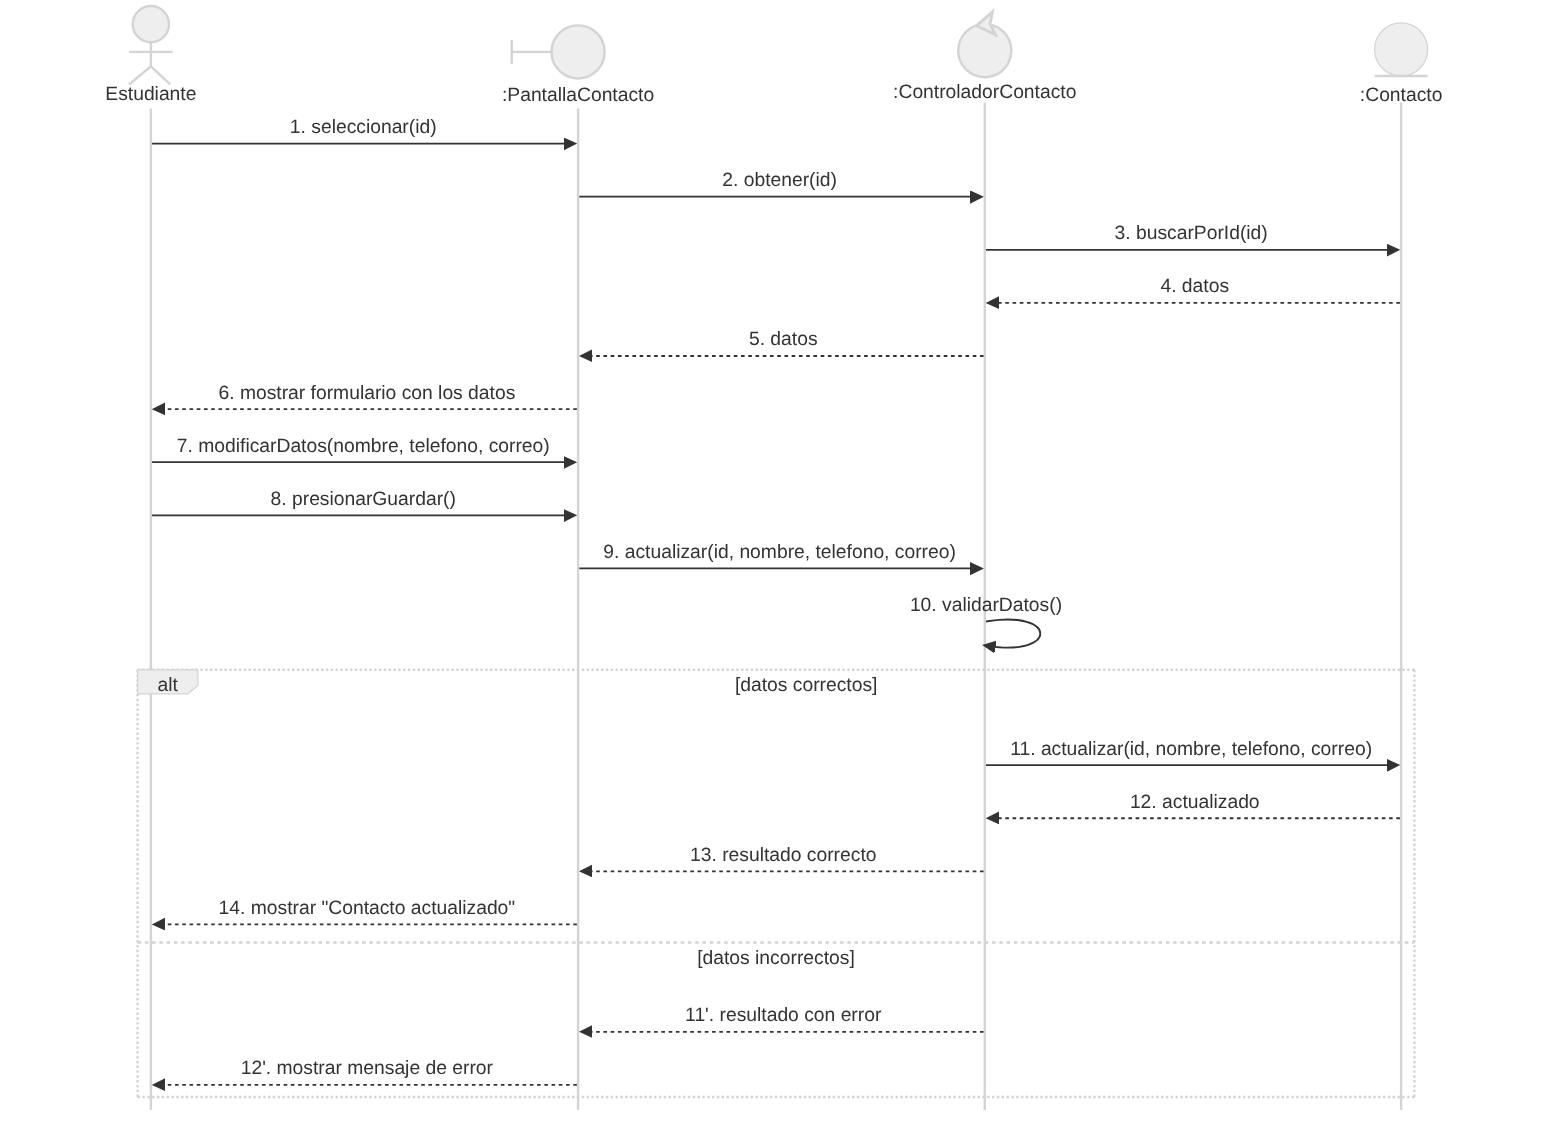 Estudiante
:PantallaContacto
:ControladorContacto
:Contacto
1. seleccionar(id)
2. obtener(id)
3. buscarPorId(id)
4. datos
5. datos
6. mostrar formulario con los datos
7. modificarDatos(nombre, telefono, correo)
8. presionarGuardar()
9. actualizar(id, nombre, telefono, correo)
10. validarDatos()
alt
[datos correctos]
11. actualizar(id, nombre, telefono, correo)
12. actualizado
13. resultado correcto
14. mostrar "Contacto actualizado"
[datos incorrectos]
11'. resultado con error
12'. mostrar mensaje de error